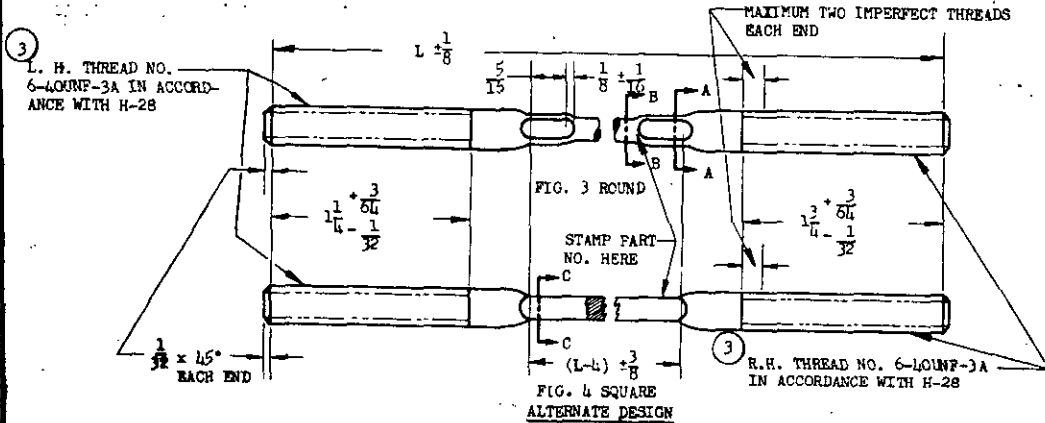 MAXIMUM TWO IMPERFECT THREADS
EACH END
3
L ±1/8
L. H. THREAD NO.
6-40UNF-3A IN ACCORD-
ANCE WITH H-28
5/15
1/8 ± 1/16
B
A
B
A
FIG. 3 ROUND
1 1/4 + 3/64 - 1/32
1 3/4 + 3/64 - 1/32
STAMP PART
NO. HERE
C
C
1/32 x 45°
EACH END
(L-4) ± 3/8
3
R.H. THREAD NO. 6-40UNF-3A
IN ACCORDANCE WITH H-28
FIG. 4 SQUARE
ALTERNATE DESIGN